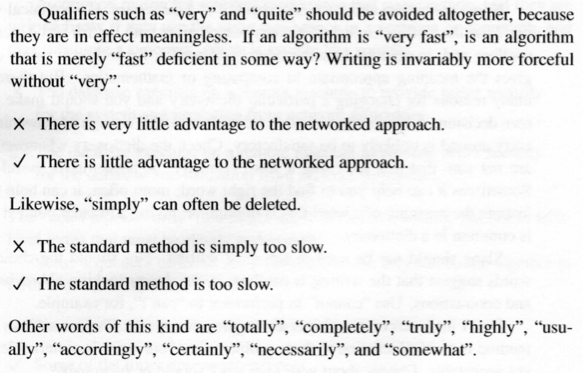 Qualifiers such as “very” and “quite” should be avoided altogether, because
they are in effect meaningless. If an algorithm is “very fast”, is an algorithm
that is merely “fast” deficient in some way? Writing is invariably more forceful
without “very”.
✗ There is very little advantage to the networked approach.
✓ There is little advantage to the networked approach.
Likewise, “simply” can often be deleted.
✗ The standard method is simply too slow.
✓ The standard method is too slow.
Other words of this kind are “totally”, “completely”, “truly”, “highly”, “usu-
ally”, “accordingly”, “certainly”, “necessarily”, and “somewhat”.